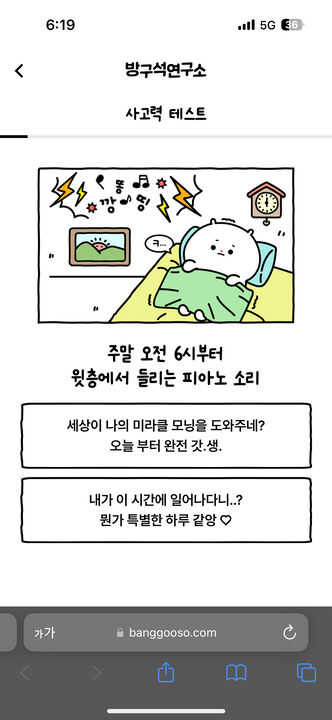 6:19
5G
36
방구석연구소
사고력 테스트
똥
깡
띵
ㅋ...
주말 오전 6시부터
윗층에서 들리는 피아노 소리
세상이 나의 미라클 모닝을 도와주네?
오늘 부터 완전 갓.생.
내가 이 시간에 일어나다니..?
뭔가 특별한 하루 같앙 ♡
가가
banggooso.com